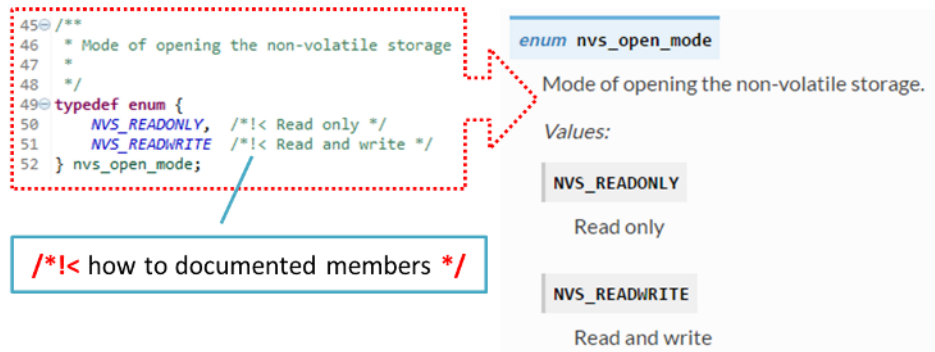 45 /**
46 * Mode of opening the non-volatile storage
47 *
48 */
49 typedef enum {
50 NVS_READONLY, /*!< Read only */
51 NVS_READWRITE /*!< Read and write */
52 } nvs_open_mode;
/*!< how to documented members */
enum nvs_open_mode
Mode of opening the non-volatile storage.
Values:
NVS_READONLY
Read only
NVS_READWRITE
Read and write